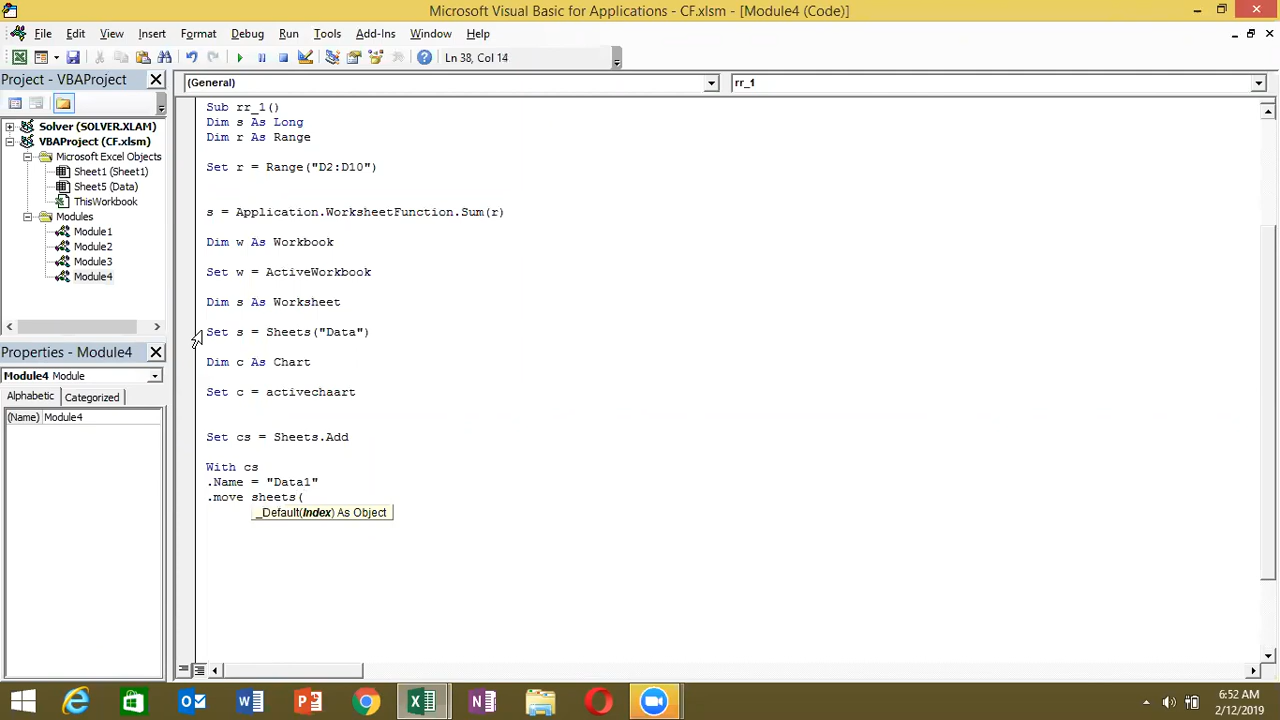 Microsoft Visual Basic for Applications - CF.xlsm - [Module4 (Code)]
File Edit View Insert Format Debug Run Tools Add-Ins Window Help
Ln 38, Col 14
Project - VBAProject
(General)
rr_1
Solver (SOLVER.XLAM)
VBAProject (CF.xlsm)
Microsoft Excel Objects
Sheet1 (Sheet1)
Sheet5 (Data)
ThisWorkbook
Modules
Module1
Module2
Module3
Module4
Properties - Module4
Module4 Module
Alphabetic Categorized
(Name) Module4
Sub rr_1()
Dim s As Long
Dim r As Range
Set r = Range("D2:D10")
s = Application.WorksheetFunction.Sum(r)
Dim w As Workbook
Set w = ActiveWorkbook
Dim s As Worksheet
Set s = Sheets("Data")
Dim c As Chart
Set c = activechaart
Set cs = Sheets.Add
With cs
.Name = "Data1"
.move sheets(
_Default(Index) As Object
6:52 AM
2/12/2019